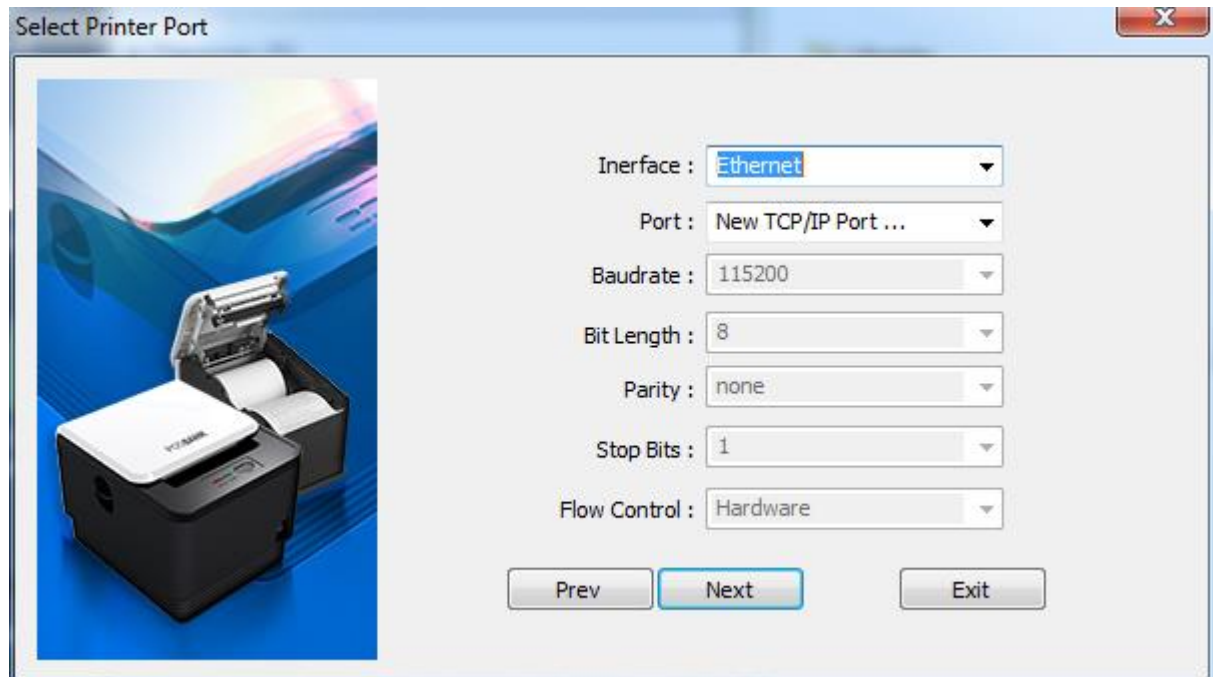 Select Printer Port
Inerface : Ethernet
Port : New TCP/IP Port ...
Baudrate : 115200
Bit Length : 8
Parity : none
Stop Bits : 1
Flow Control : Hardware
POSBANK
Prev Next Exit